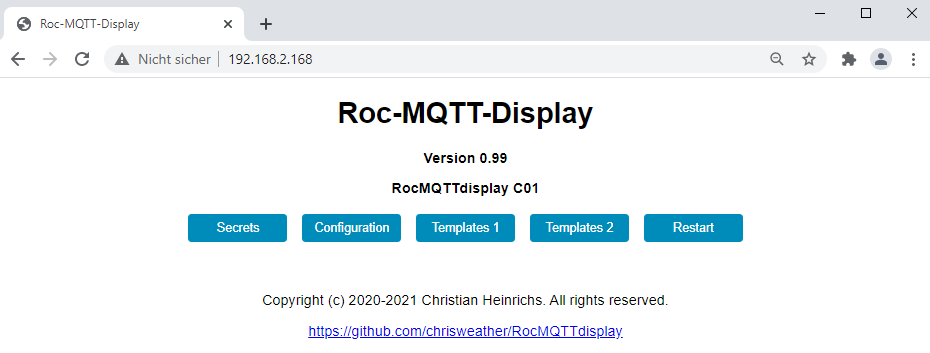 Roc-MQTT-Display
Nicht sicher 192.168.2.168
Roc-MQTT-Display
Version 0.99
RocMQTTdisplay C01
Secrets Configuration Templates 1 Templates 2 Restart
Copyright (c) 2020-2021 Christian Heinrichs. All rights reserved.
https://github.com/chrisweather/RocMQTTdisplay